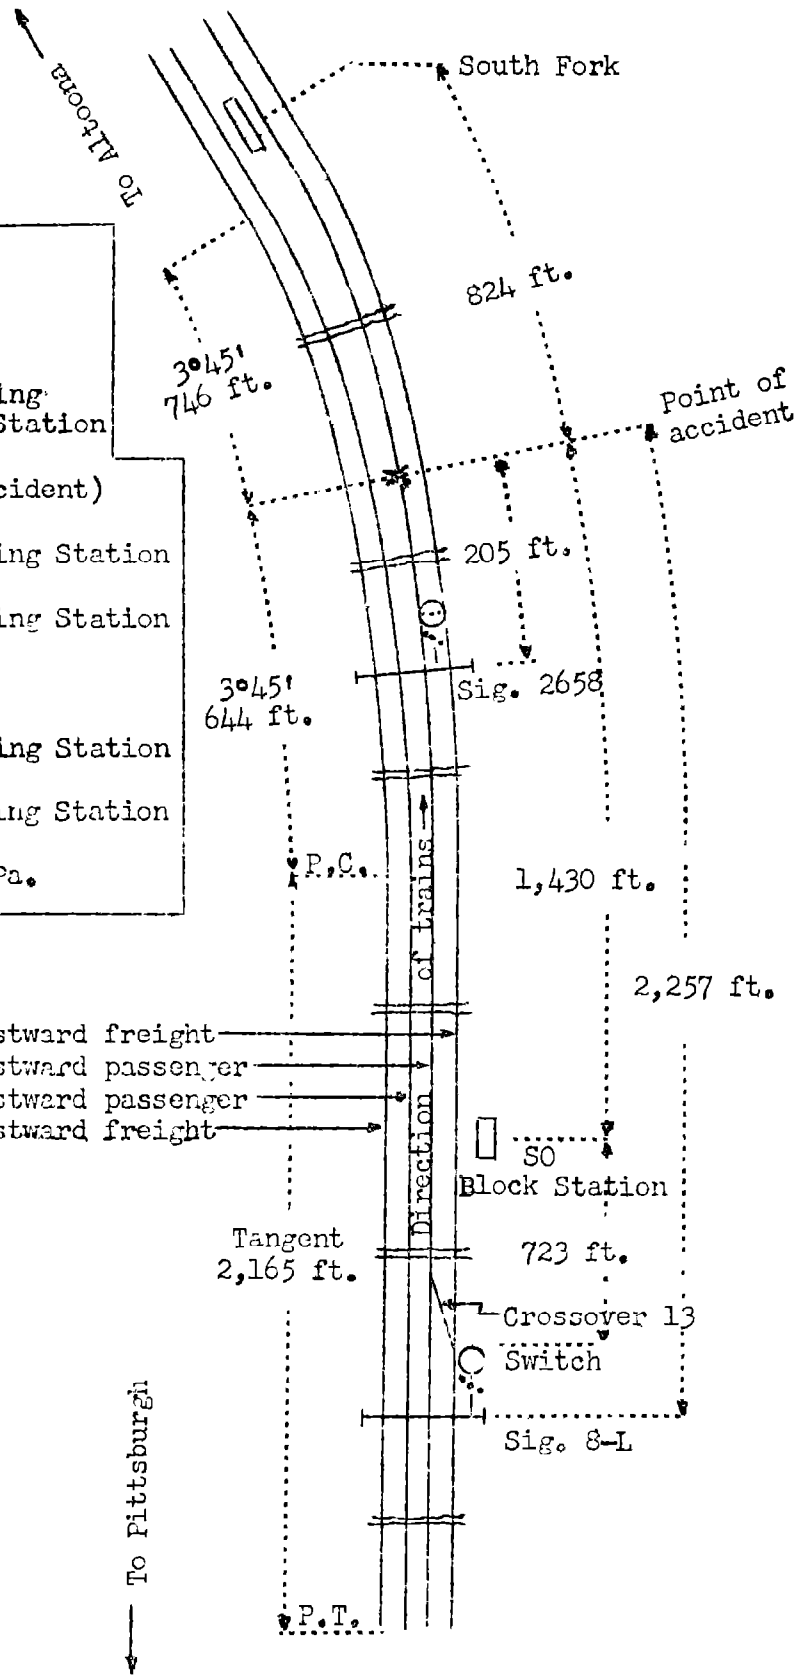 To Altoona
South Fork
824 ft.
3°45'
746 ft.
Point of
accident
ing
Station
cident)
ing Station
ing Station
ing Station
ing Station
Pa.
205 ft.
Sig. 2658
3°45'
644 ft.
P.C.
1,430 ft.
2,257 ft.
Direction of trains
stward freight
stward passenger
stward passenger
stward freight
SO
Block Station
Tangent
2,165 ft.
723 ft.
Crossover 13
Switch
Sig. 8-L
To Pittsburgh
P.T.